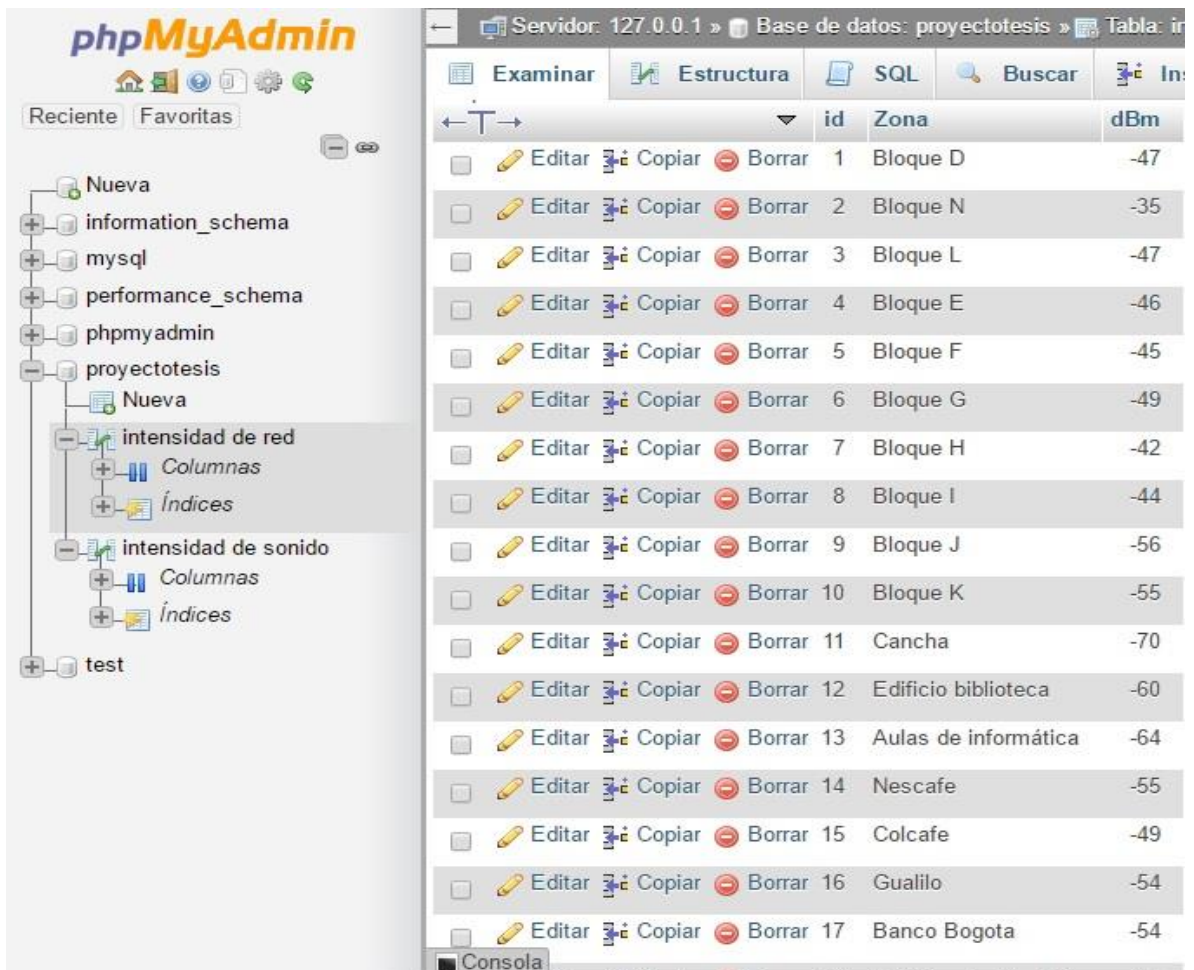 phpMyAdmin
Reciente Favoritas
Nueva
information_schema
mysql
performance_schema
phpmyadmin
proyectotesis
Nueva
intensidad de red
Columnas
Índices
intensidad de sonido
Columnas
Índices
test
Servidor: 127.0.0.1 » Base de datos: proyectotesis » Tabla:
Examinar Estructura SQL Buscar
id Zona dBm
Editar Copiar Borrar 1 Bloque D -47
Editar Copiar Borrar 2 Bloque N -35
Editar Copiar Borrar 3 Bloque L -47
Editar Copiar Borrar 4 Bloque E -46
Editar Copiar Borrar 5 Bloque F -45
Editar Copiar Borrar 6 Bloque G -49
Editar Copiar Borrar 7 Bloque H -42
Editar Copiar Borrar 8 Bloque I -44
Editar Copiar Borrar 9 Bloque J -56
Editar Copiar Borrar 10 Bloque K -55
Editar Copiar Borrar 11 Cancha -70
Editar Copiar Borrar 12 Edificio biblioteca -60
Editar Copiar Borrar 13 Aulas de informática -64
Editar Copiar Borrar 14 Nescafe -55
Editar Copiar Borrar 15 Colcafe -49
Editar Copiar Borrar 16 Gualilo -54
Editar Copiar Borrar 17 Banco Bogota -54
Consola